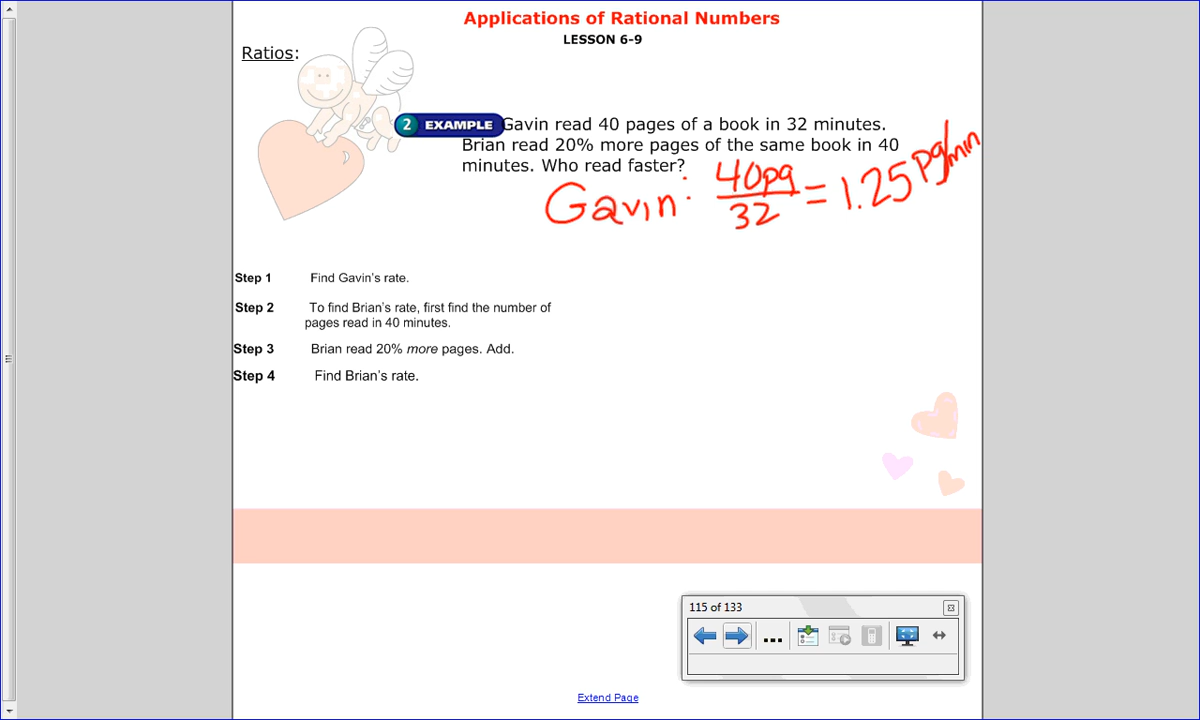 Applications of Rational Numbers
LESSON 6-9
Ratios:
2 EXAMPLE Gavin read 40 pages of a book in 32 minutes.
Brian read 20% more pages of the same book in 40
minutes. Who read faster?
Gavin: 40pg/32 = 1.25 pg/min
Step 1 Find Gavin's rate.
Step 2 To find Brian's rate, first find the number of
pages read in 40 minutes.
Step 3 Brian read 20% more pages. Add.
Step 4 Find Brian's rate.
115 of 133
Extend Page